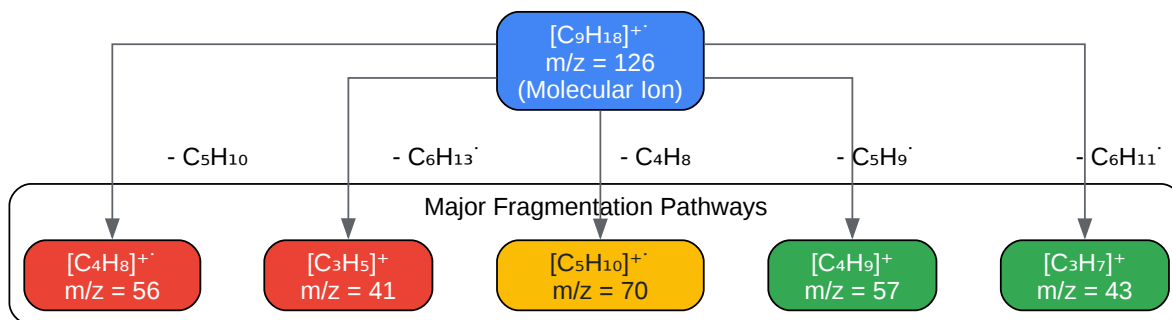 [C₉H₁₈]⁺˙
m/z = 126
(Molecular Ion)
- C₅H₁₀
- C₆H₁₃˙
- C₄H₈
- C₅H₉˙
- C₆H₁₁˙
Major Fragmentation Pathways
[C₄H₈]⁺˙
m/z = 56
[C₃H₅]⁺
m/z = 41
[C₅H₁₀]⁺˙
m/z = 70
[C₄H₉]⁺
m/z = 57
[C₃H₇]⁺
m/z = 43